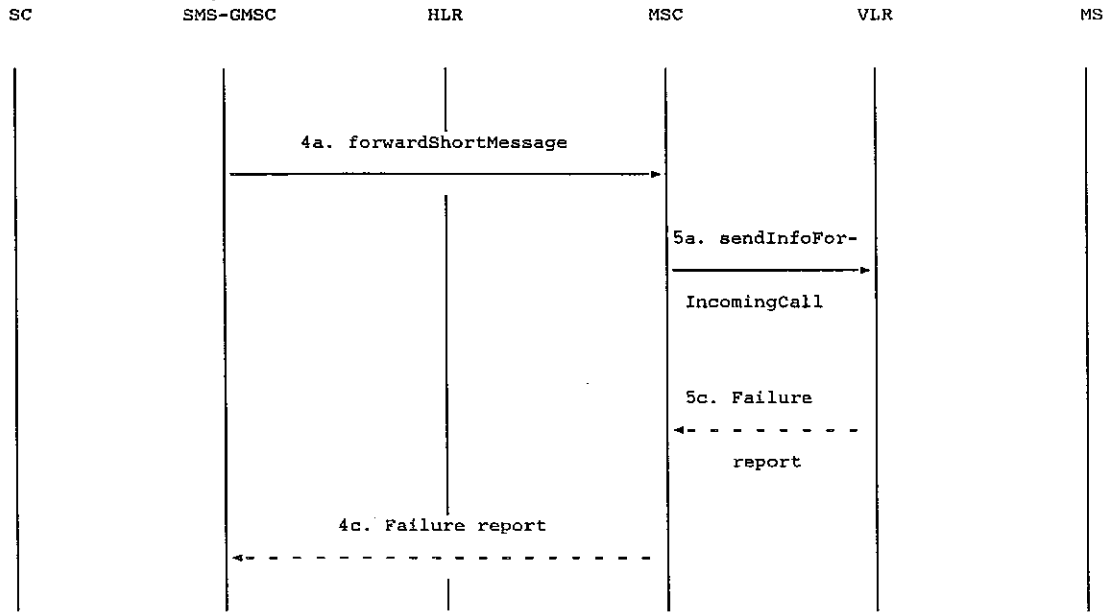 SC SMS-GMSC HLR MSC VLR MS
4a. forwardShortMessage
5a. sendInfoFor-
IncomingCall
5c. Failure
report
4c. Failure report